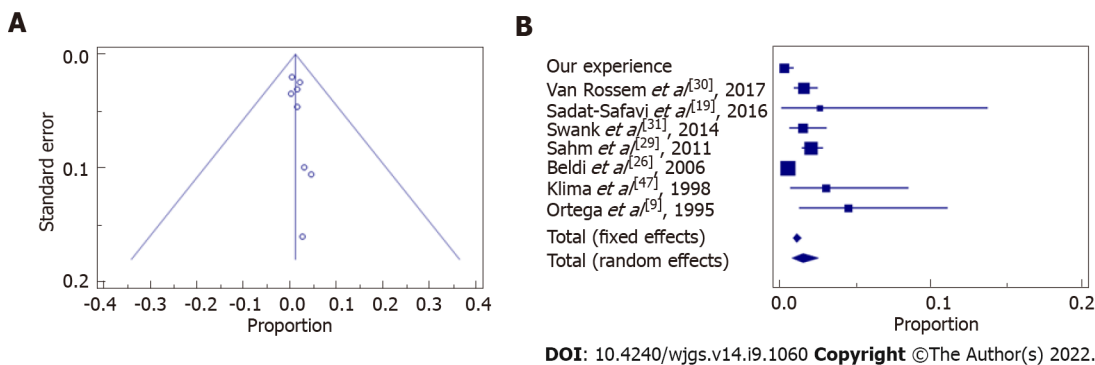 A
0.0
0.1
0.2
Standard error
-0.4 -0.3 -0.2 -0.1 0.0 0.1 0.2 0.3 0.4
Proportion
B
Our experience
Van Rossem et al[30], 2017
Sadat-Safavi et al[19], 2016
Swank et al[31], 2014
Sahm et al[29], 2011
Beldi et al[26], 2006
Klima et al[47], 1998
Ortega et al[9], 1995
Total (fixed effects)
Total (random effects)
0.0 0.1 0.2
Proportion
DOI: 10.4240/wjgs.v14.i9.1060 Copyright ©The Author(s) 2022.